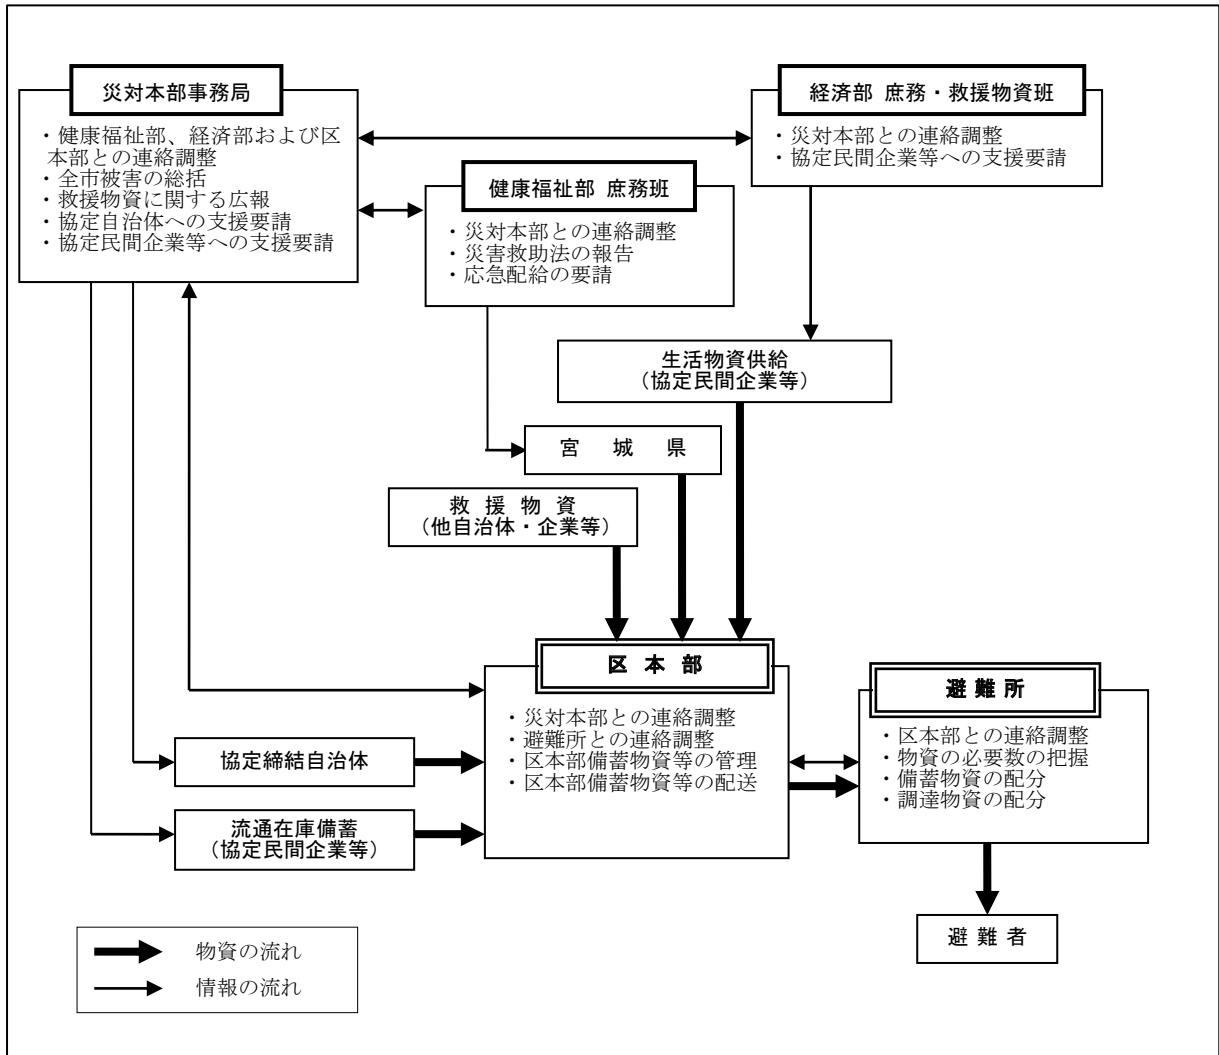 災対本部事務局
・健康福祉部、経済部および区
本部との連絡調整
・全市被害の総括
・救援物資に関する広報
・協定自治体への支援要請
・協定民間企業等への支援要請
経済部 庶務・救援物資班
・災対本部との連絡調整
・協定民間企業等への支援要請
健康福祉部 庶務班
・災対本部との連絡調整
・災害救助法の報告
・応急配給の要請
生活物資供給
（協定民間企業等）
宮 城 県
救 援 物 資
（他自治体・企業等）
区 本 部
・災対本部との連絡調整
・避難所との連絡調整
・区本部備蓄物資等の管理
・区本部備蓄物資等の配送
避 難 所
・区本部との連絡調整
・物資の必要数の把握
・備蓄物資の配分
・調達物資の配分
協定締結自治体
流通在庫備蓄
（協定民間企業等）
避 難 者
物資の流れ
情報の流れ